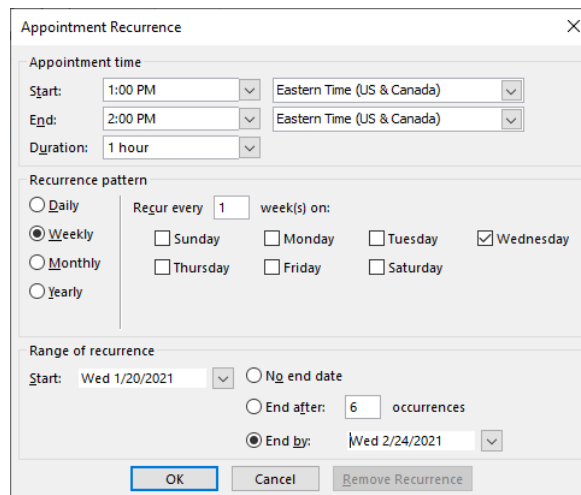 Appointment Recurrence
Appointment time
Start: 1:00 PM Eastern Time (US & Canada)
End: 2:00 PM Eastern Time (US & Canada)
Duration: 1 hour
Recurrence pattern
Daily Recur every 1 week(s) on:
Weekly Sunday Monday Tuesday Wednesday
Monthly Thursday Friday Saturday
Yearly
Range of recurrence
Start: Wed 1/20/2021 No end date
End after: 6 occurrences
End by: Wed 2/24/2021
OK Cancel Remove Recurrence